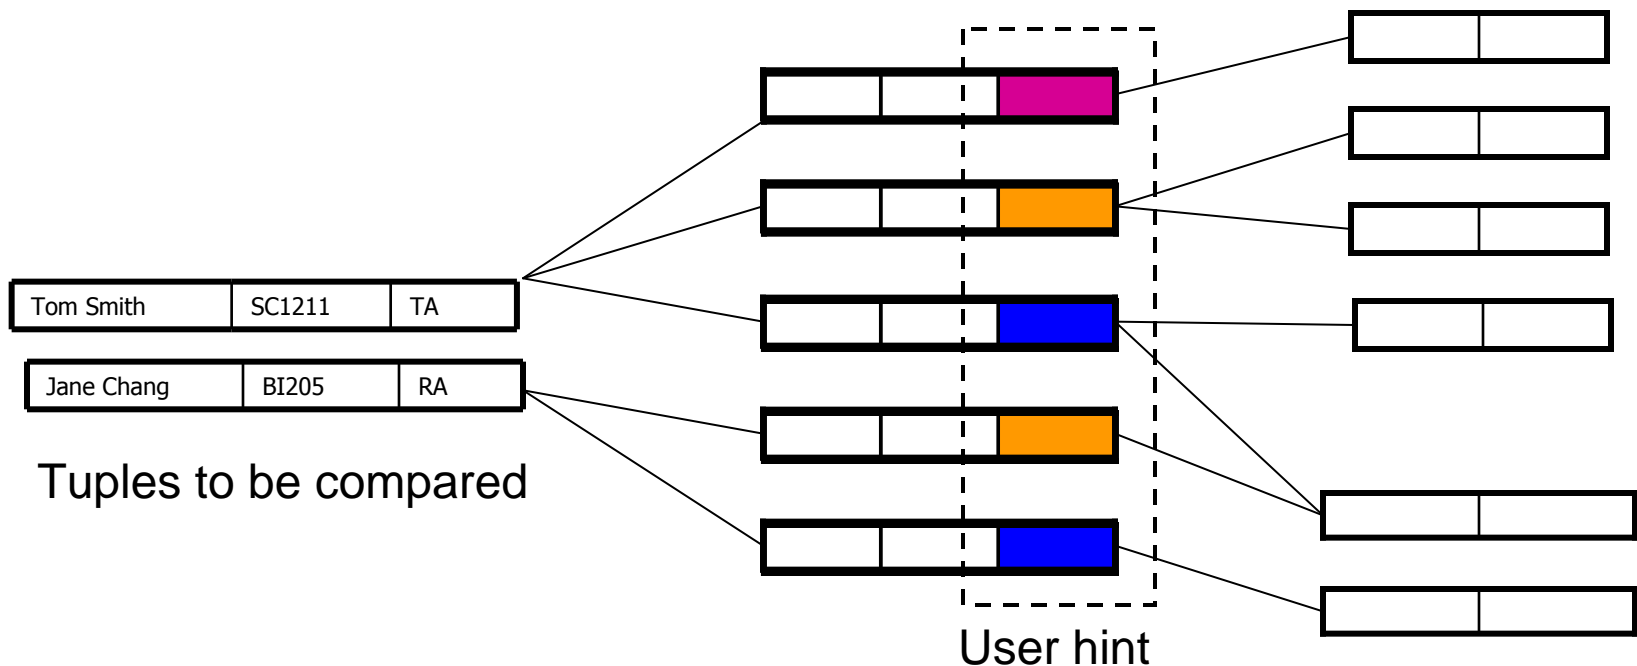 Tom Smith SC1211 TA
Jane Chang BI205 RA
Tuples to be compared
User hint